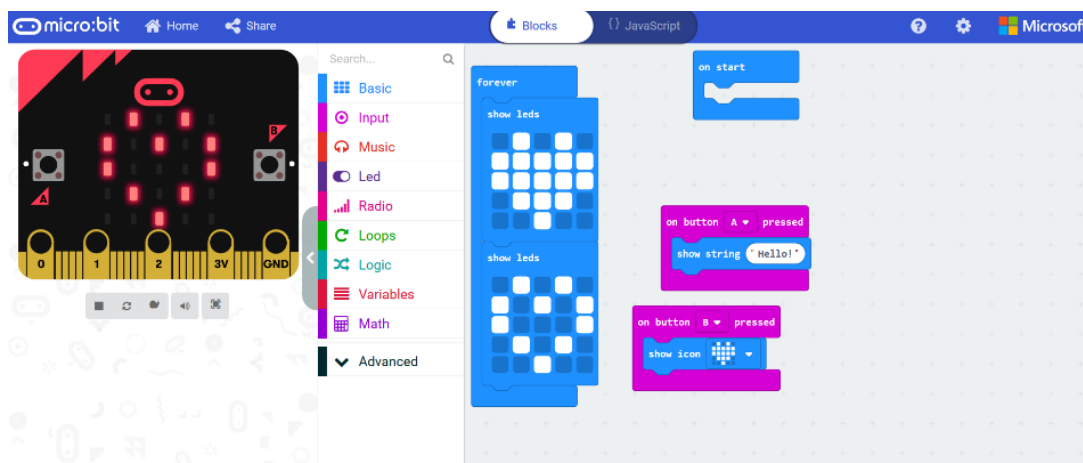 micro:bit Home Share Blocks {} JavaScript ? Microsof
Search...
Basic
Input
Music
Led
Radio
Loops
Logic
Variables
Math
Advanced
B
A
0 1 2 3V GND
forever
show leds
show leds
on start
on button A pressed
show string "Hello!"
on button B pressed
show icon